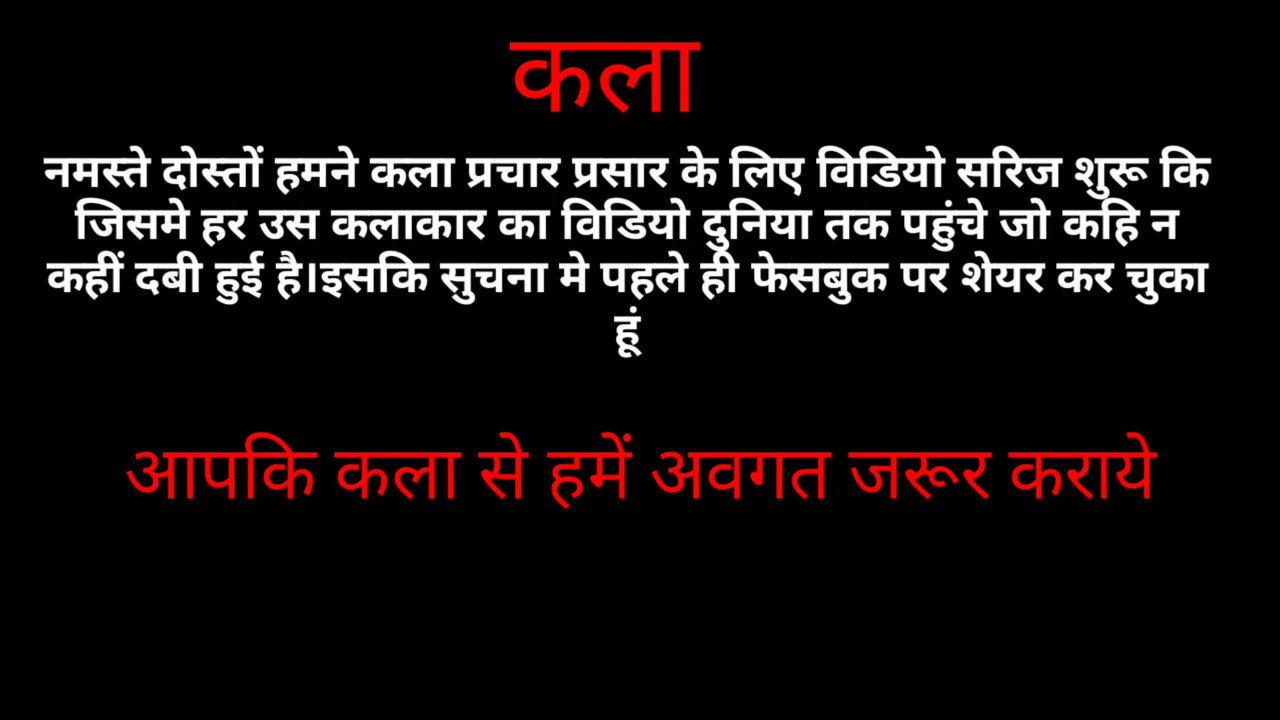 कला
नमस्ते दोस्तों हमने कला प्रचार प्रसार के लिए विडियो सरिज शुरू कि
जिसमे हर उस कलाकार का विडियो दुनिया तक पहुंचे जो कहि न
कहीं दबी हुई है।इसकि सुचना मे पहले ही फेसबुक पर शेयर कर चुका
हूं
आपकि कला से हमें अवगत जरूर कराये